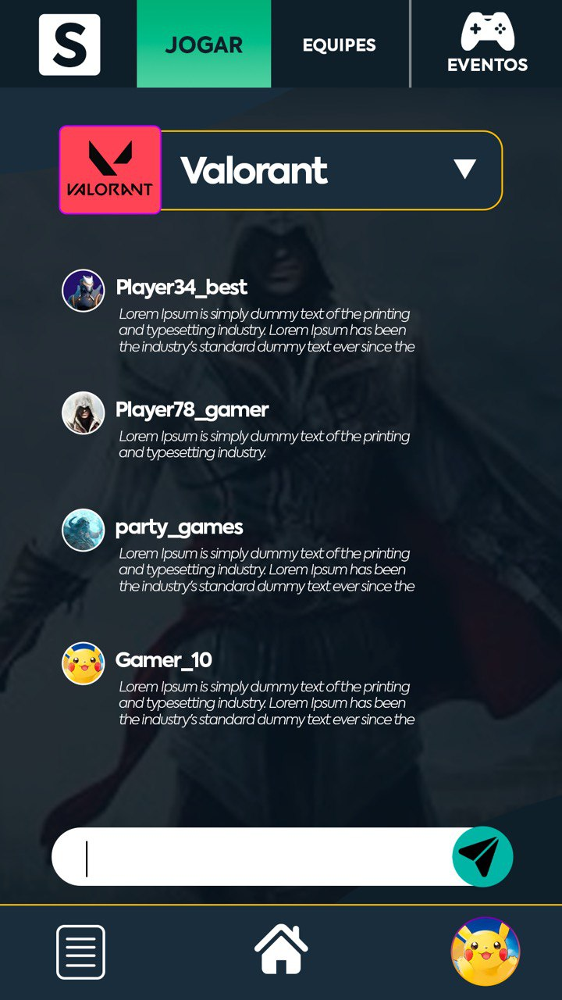 S
JOGAR
EQUIPES
EVENTOS
VALORANT
Valorant
Player34_best
Lorem Ipsum is simply dummy text of the printing
and typesetting industry. Lorem Ipsum has been
the industry's standard dummy text ever since the
Player78_gamer
Lorem Ipsum is simply dummy text of the printing
and typesetting industry.
party_games
Lorem Ipsum is simply dummy text of the printing
and typesetting industry. Lorem Ipsum has been
the industry's standard dummy text ever since the
Gamer_10
Lorem Ipsum is simply dummy text of the printing
and typesetting industry. Lorem Ipsum has been
the industry's standard dummy text ever since the